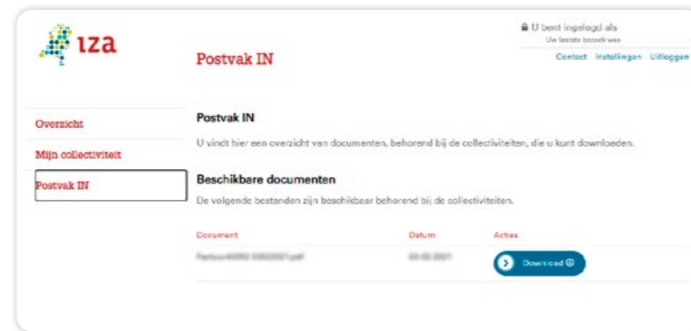 iza
U bent ingelogd als
Uw laatste bezoek was
Postvak IN
Contact Instellingen Uitloggen
Overzicht
Mijn collectiviteit
Postvak IN
Postvak IN
U vindt hier een overzicht van documenten, behorend bij de collectiviteiten, die u kunt downloeden.
Beschikbare documenten
De volgende bestanden zijn beschikbaar behorend bij de collectiviteiten.
Document Datum Acties
Download